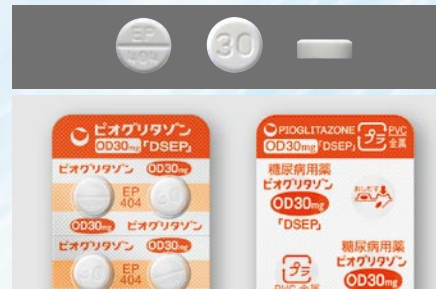 EP
404
30
ピオグリタゾン
OD30mg「DSEP」
ピオグリタゾン OD30mg
EP
404
30
OD30mg ピオグリタゾン
ピオグリタゾン OD30mg
EP
404
PIOGLITAZONE
OD30mg「DSEP」
プラ
PVC
金属
糖尿病用薬
ピオグリタゾン
OD30mg
「DSEP」
おしだす
糖尿病用薬
ピオグリタゾン
OD30mg
プラ
PVC 金属